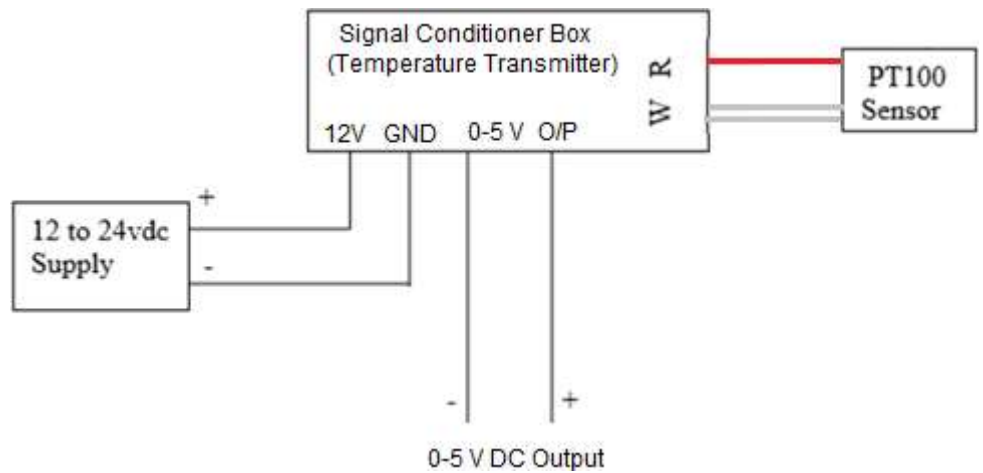 Signal Conditioner Box
(Temperature Transmitter)
R
W
PT100
Sensor
12V GND 0-5 V O/P
+
12 to 24vdc
Supply
-
- +
0-5 V DC Output